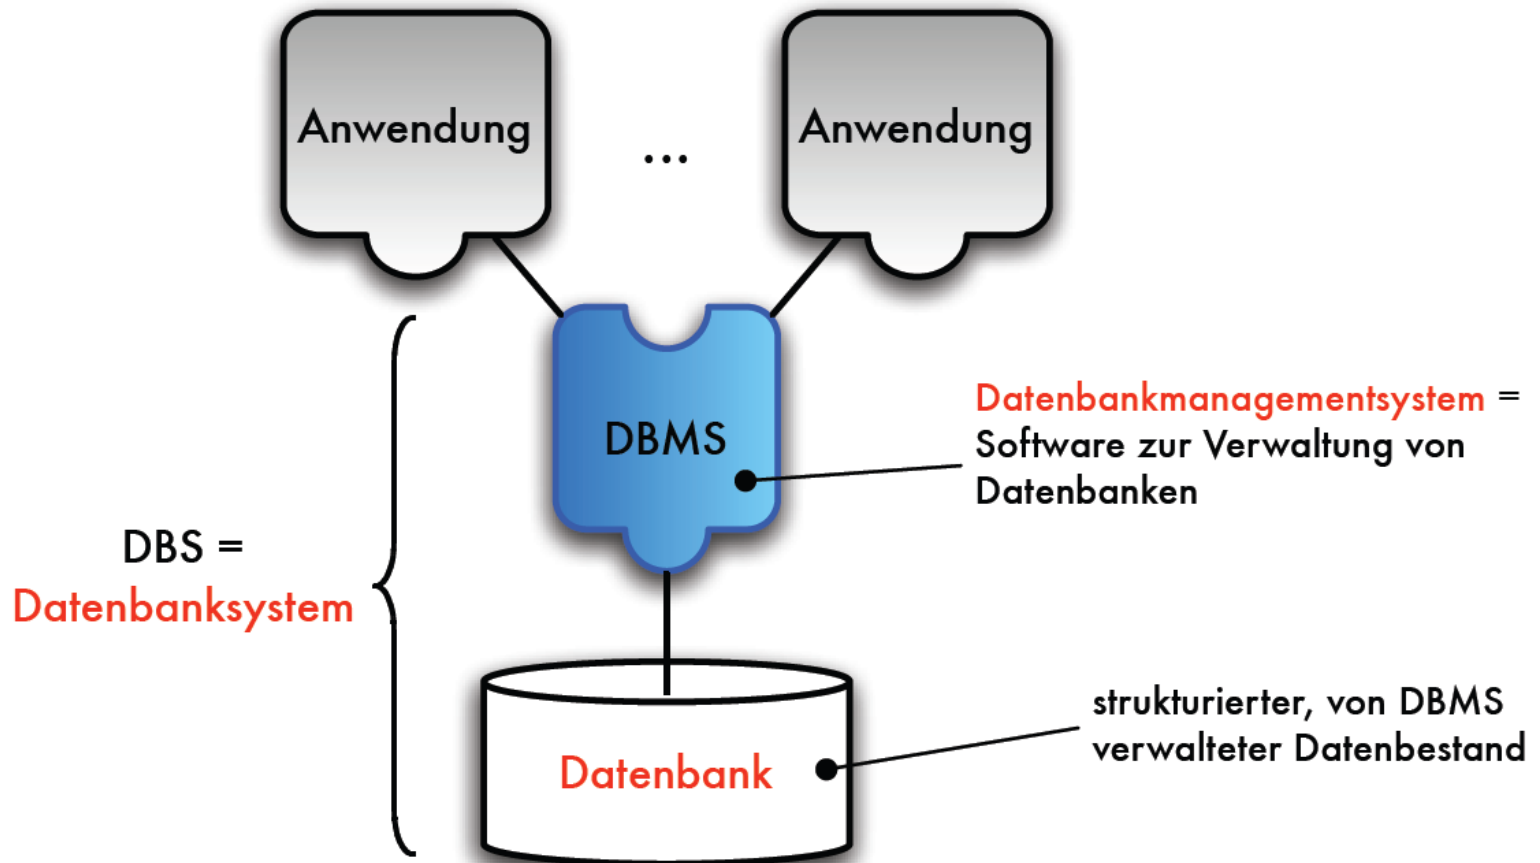 Anwendung
...
Anwendung
DBMS
Datenbankmanagementsystem =
Software zur Verwaltung von
Datenbanken
DBS =
Datenbanksystem
Datenbank
strukturierter, von DBMS
verwalteter Datenbestand